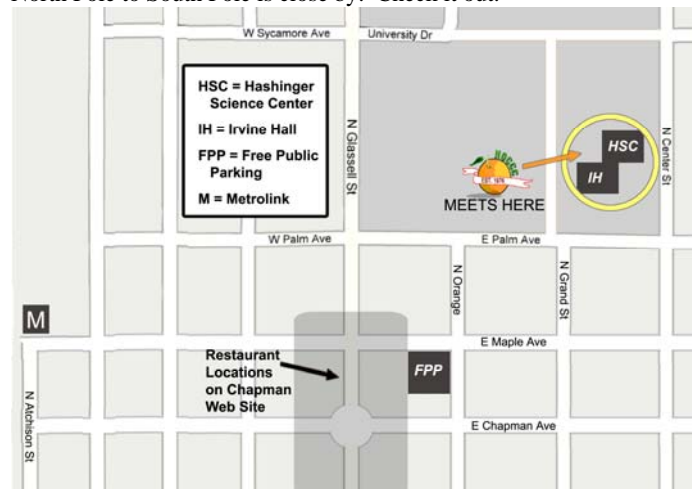 North Pole to South Pole is close by. Check it out.
W Sycamore Ave
University Dr
HSC = Hashinger
Science Center
IH = Irvine Hall
FPP = Free Public
Parking
M = Metrolink
N Glassell St
N Center St
HSC
IH
EST. 1976
MEETS HERE
W Palm Ave
E Palm Ave
N Orange
N Grand St
M
E Maple Ave
Restaurant
Locations
on Chapman
Web Site
FPP
N Atchison St
E Chapman Ave